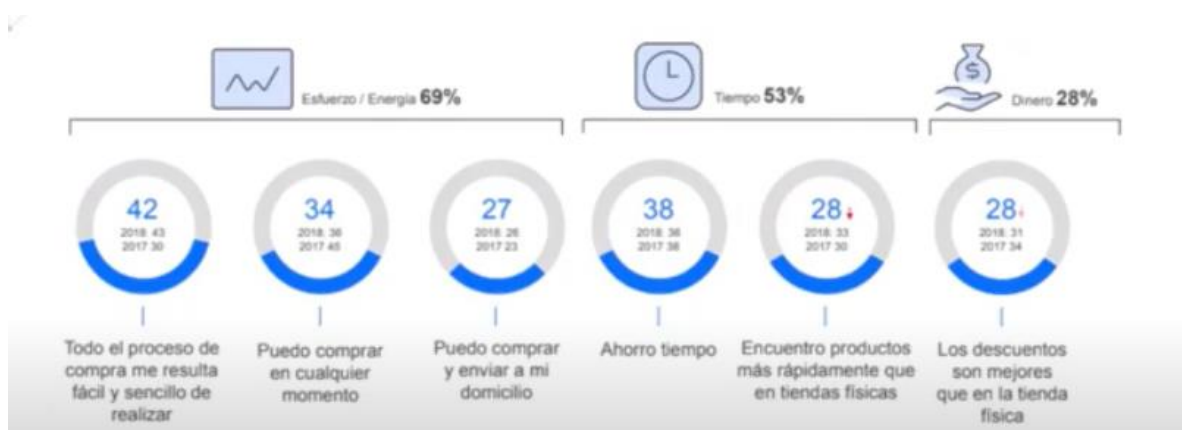 Esfuerzo / Energía 69%
Tiempo 53%
$
Dinero 28%
42
2018: 43
2017 30
34
2018: 36
2017 45
27
2018: 26
2017 23
38
2018: 36
2017 38
28
2018: 33
2017 30
28
2018: 31
2017 34
Todo el proceso de
compra me resulta
fácil y sencillo de
realizar
Puedo comprar
en cualquier
momento
Puedo comprar
y enviar a mi
domicilio
Ahorro tiempo
Encuentro productos
más rápidamente que
en tiendas físicas
Los descuentos
son mejores
que en la tienda
física